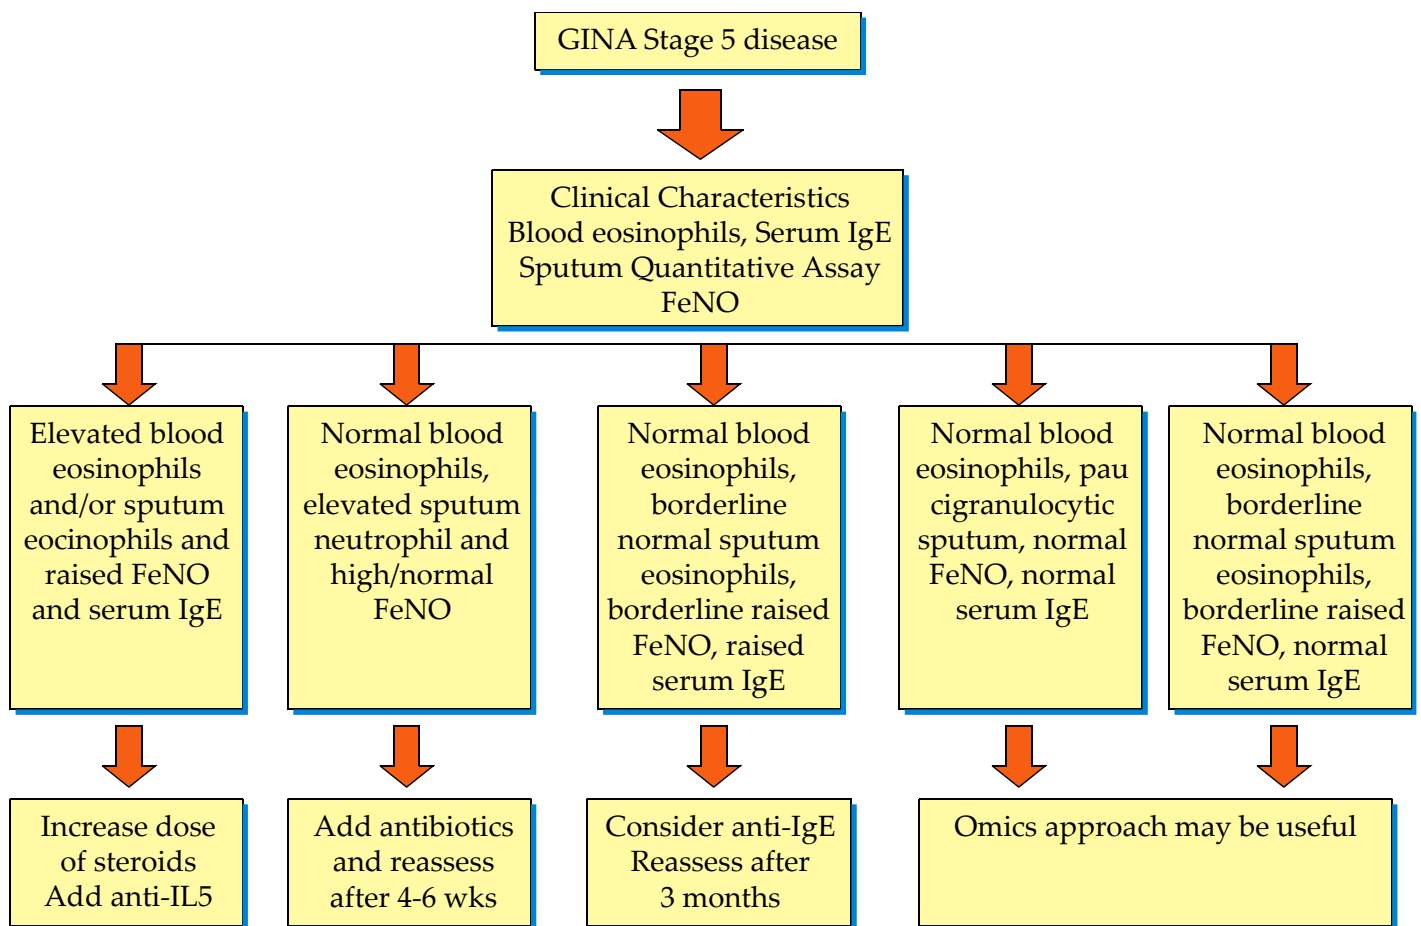 GINA Stage 5 disease
Clinical Characteristics
Blood eosinophils, Serum IgE
Sputum Quantitative Assay
FeNO
Elevated blood
eosinophils
and/or sputum
eocinophils and
raised FeNO
and serum IgE
Normal blood
eosinophils,
elevated sputum
neutrophil and
high/normal
FeNO
Normal blood
eosinophils,
borderline
normal sputum
eosinophils,
borderline raised
FeNO, raised
serum IgE
Normal blood
eosinophils, pau
cigranulocytic
sputum, normal
FeNO, normal
serum IgE
Normal blood
eosinophils,
borderline
normal sputum
eosinophils,
borderline raised
FeNO, normal
serum IgE
Increase dose
of steroids
Add anti-IL5
Add antibiotics
and reassess
after 4-6 wks
Consider anti-IgE
Reassess after
3 months
Omics approach may be useful